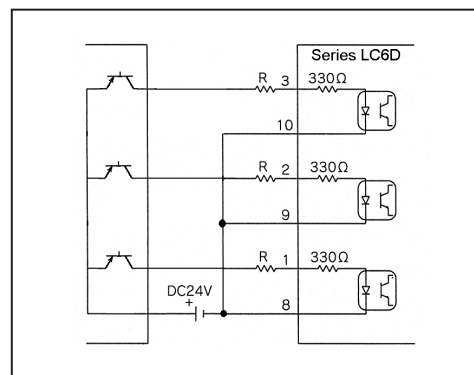 Series LC6D
R 3 330Ω
10
R 2 330Ω
9
R 1 330Ω
DC24V
+
8